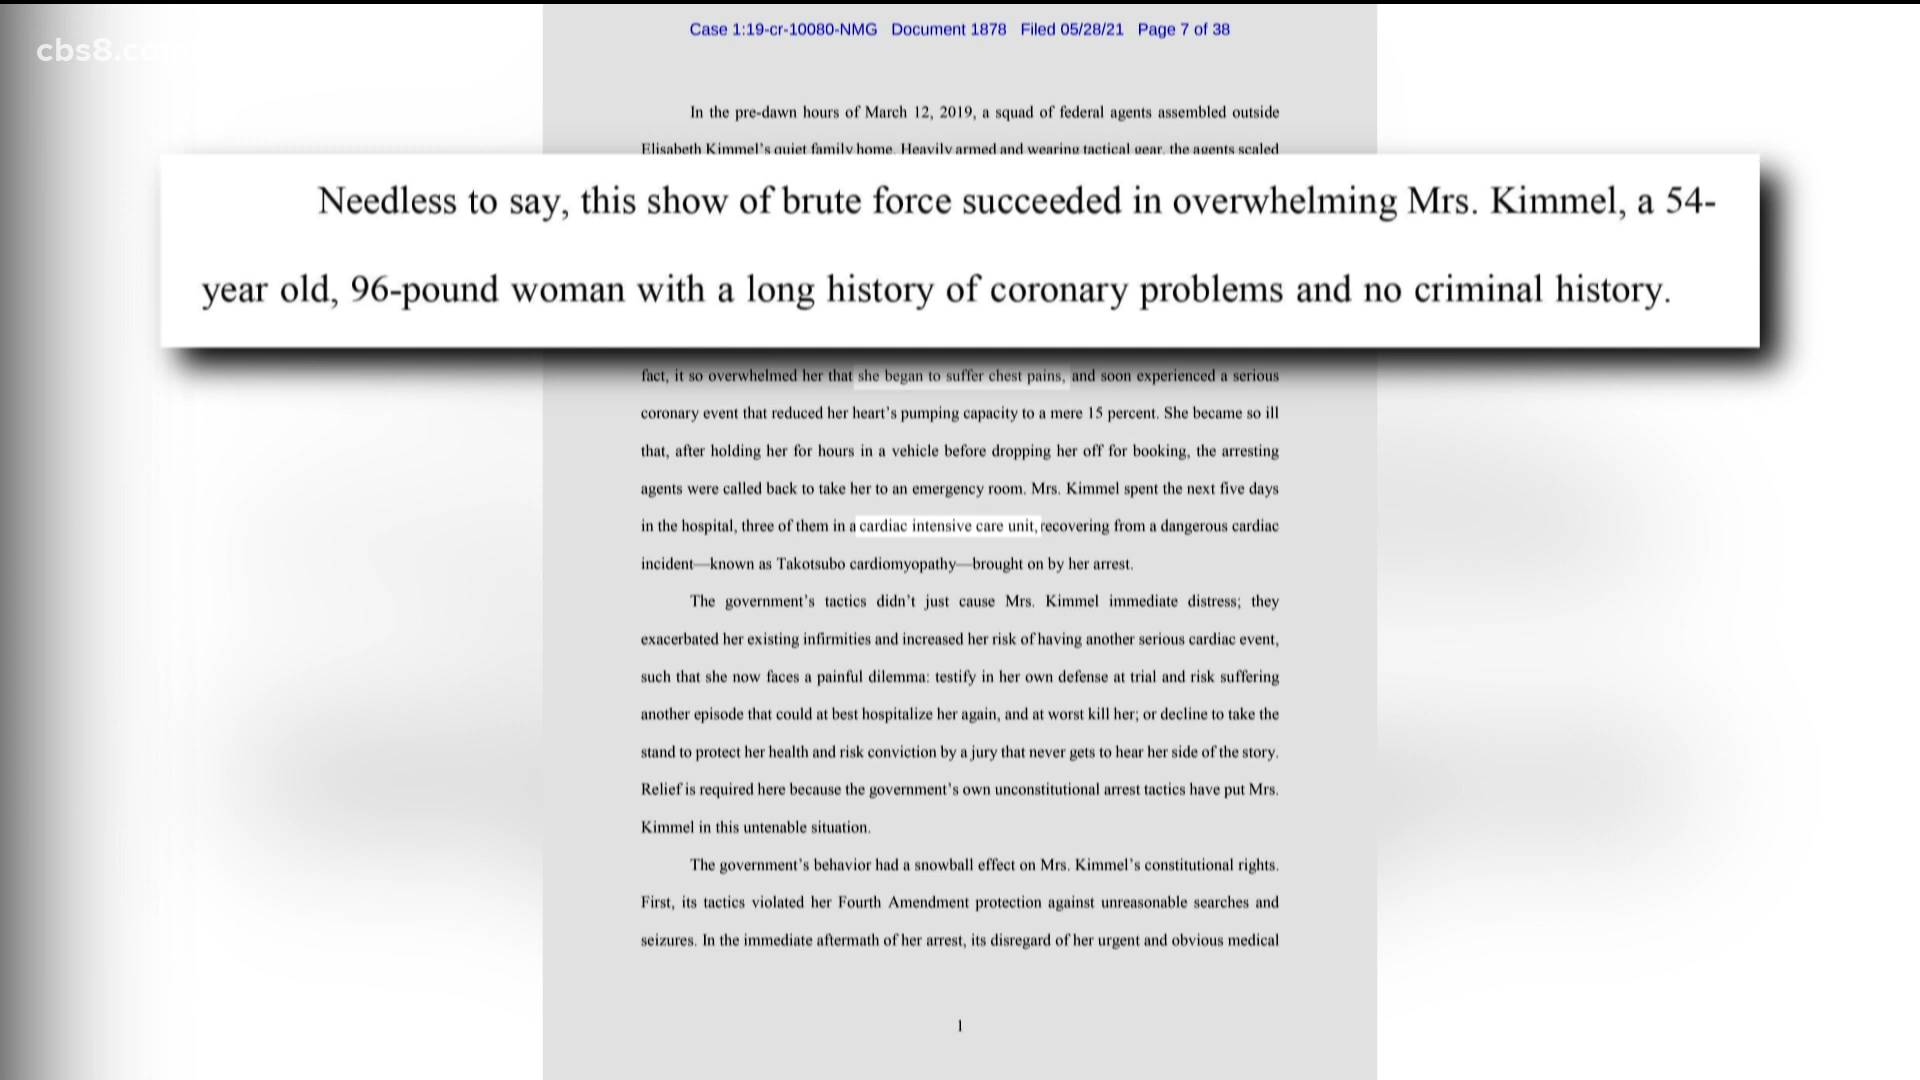 cbs8.com
Case 1:19-cr-10080-NMG Document 1878 Filed 05/28/21 Page 7 of 38
In the pre-dawn hours of March 12, 2019, a squad of federal agents assembled outside
Elisabeth Kimmel's quiet family home. Heavily armed and wearing tactical gear, the agents scaled
Needless to say, this show of brute force succeeded in overwhelming Mrs. Kimmel, a 54-
year old, 96-pound woman with a long history of coronary problems and no criminal history.
fact, it so overwhelmed her that she began to suffer chest pains, and soon experienced a serious
coronary event that reduced her heart's pumping capacity to a mere 15 percent. She became so ill
that, after holding her for hours in a vehicle before dropping her off for booking, the arresting
agents were called back to take her to an emergency room. Mrs. Kimmel spent the next five days
in the hospital, three of them in a cardiac intensive care unit, recovering from a dangerous cardiac
incident—known as Takotsubo cardiomyopathy—brought on by her arrest.
The government's tactics didn't just cause Mrs. Kimmel immediate distress; they
exacerbated her existing infirmities and increased her risk of having another serious cardiac event,
such that she now faces a painful dilemma: testify in her own defense at trial and risk suffering
another episode that could at best hospitalize her again, and at worst kill her; or decline to take the
stand to protect her health and risk conviction by a jury that never gets to hear her side of the story.
Relief is required here because the government's own unconstitutional arrest tactics have put Mrs.
Kimmel in this untenable situation.
The government's behavior had a snowball effect on Mrs. Kimmel's constitutional rights.
First, its tactics violated her Fourth Amendment protection against unreasonable searches and
seizures. In the immediate aftermath of her arrest, its disregard of her urgent and obvious medical
1